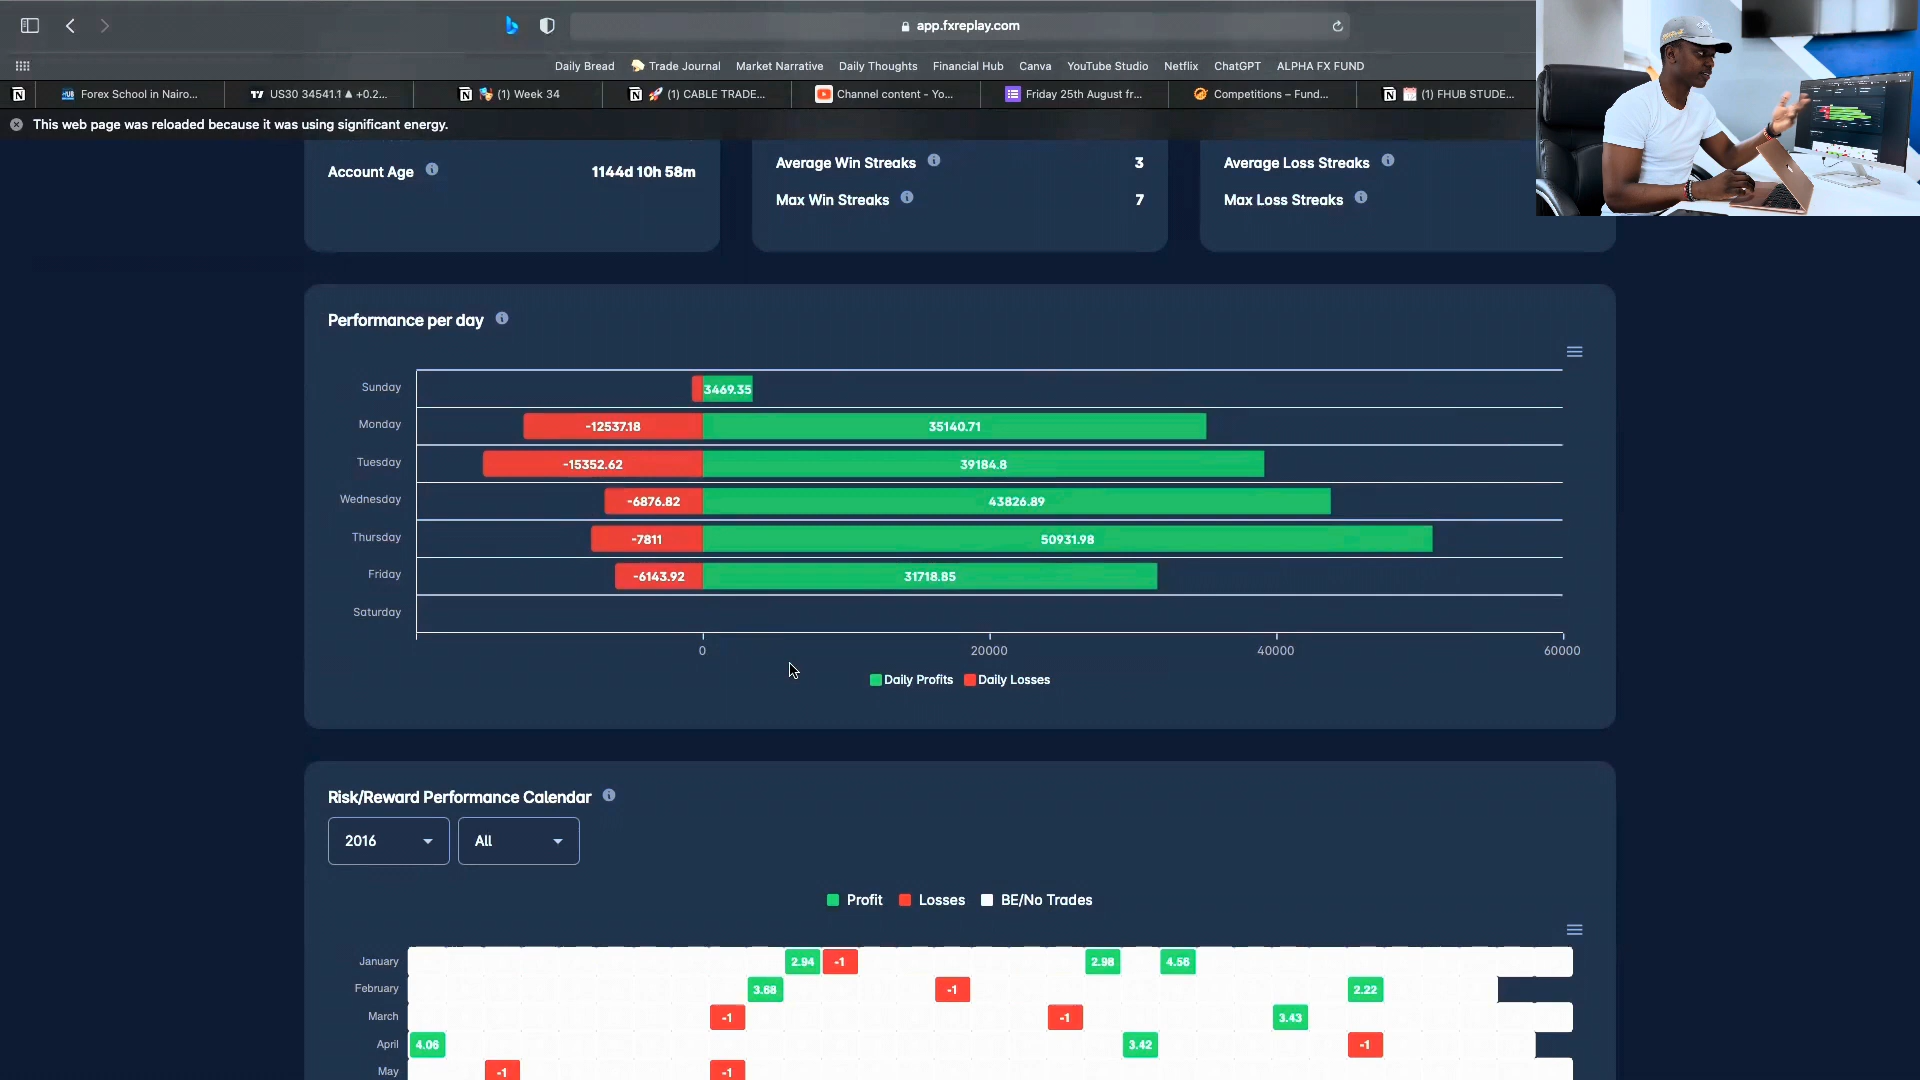 app.fxreplay.com
Daily Bread Trade Journal Market Narrative Daily Thoughts Financial Hub Canva YouTube Studio Netflix ChatGPT ALPHA FX FUND
Forex School in Nairo... US30 34541.1 ▲ +0.2... (1) Week 34 (1) CABLE TRADE... Channel content - Yo... Friday 25th August fr... Competitions – Fund... (1) FHUB STUDE...
This web page was reloaded because it was using significant energy.
Account Age 1144d 10h 58m
Average Win Streaks 3
Max Win Streaks 7
Average Loss Streaks
Max Loss Streaks
Performance per day
Sunday 3469.35
Monday -12537.18 35140.71
Tuesday -15352.62 39184.8
Wednesday -6876.82 43826.89
Thursday -7811 50931.98
Friday -6143.92 31718.85
Saturday
0 20000 40000 60000
Daily Profits Daily Losses
Risk/Reward Performance Calendar
2016 All
Profit Losses BE/No Trades
January 2.94 -1 2.98 4.58
February 3.68 -1 2.22
March -1 -1 3.43
April 4.06 3.42 -1
May -1 -1